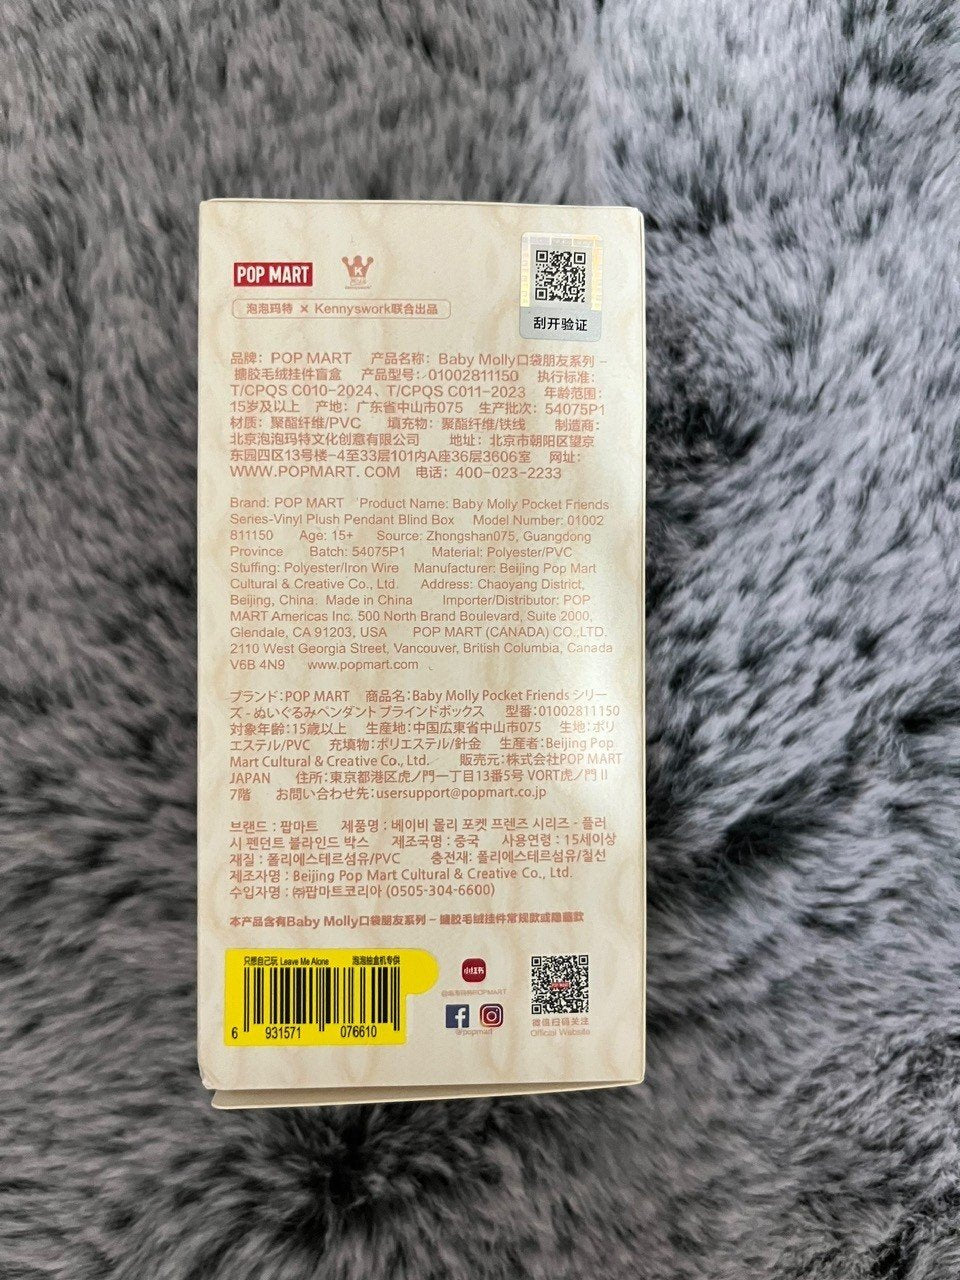 POP MART
K
泡泡玛特 × Kennyswork联合出品
刮开验证
品牌：POP MART 产品名称：Baby Molly口袋朋友系列－
搪胶毛绒挂件盲盒 产品型号：01002811150 执行标准：
T/CPQS C010-2024、T/CPQS C011-2023 年龄范围：
15岁及以上 产地：广东省中山市075 生产批次：54075P1
材质：聚酯纤维/PVC 填充物：聚酯纤维/铁线 制造商：
北京泡泡玛特文化创意有限公司 地址：北京市朝阳区望京
东园四区13号楼-4至33层101内A座36层3606室 网址：
WWW.POPMART.COM 电话：400-023-2233
Brand: POP MART Product Name: Baby Molly Pocket Friends
Series-Vinyl Plush Pendant Blind Box Model Number: 01002
811150 Age: 15+ Source: Zhongshan075, Guangdong
Province Batch: 54075P1 Material: Polyester/PVC
Stuffing: Polyester/Iron Wire Manufacturer: Beijing Pop Mart
Cultural & Creative Co., Ltd. Address: Chaoyang District,
Beijing, China. Made in China Importer/Distributor: POP
MART Americas Inc. 500 North Brand Boulevard, Suite 2000,
Glendale, CA 91203, USA POP MART (CANADA) CO.,LTD.
2110 West Georgia Street, Vancouver, British Columbia, Canada
V6B 4N9 www.popmart.com
ブランド：POP MART 商品名：Baby Molly Pocket Friends シリー
ズ - ぬいぐるみペンダント ブラインドボックス 型番：01002811150
対象年齢：15歳以上 生産地：中国広東省中山市075 生地：ポリ
エステル/PVC 充填物：ポリエステル/針金 生産者：Beijing Pop
Mart Cultural & Creative Co., Ltd. 販売元：株式会社POP MART
JAPAN 住所：東京都港区虎ノ門一丁目13番5号 VORT虎ノ門 II
7階 お問い合わせ先：usersupport@popmart.co.jp
브랜드 : 팝마트 제품명 : 베이비 몰리 포켓 프렌즈 시리즈 - 플러
시 펜던트 블라인드 박스 제조국명 : 중국 사용연령 : 15세이상
재질 : 폴리에스테르섬유/PVC 충전재: 폴리에스테르섬유/철선
제조자명 : Beijing Pop Mart Cultural & Creative Co., Ltd.
수입자명 : ㈜팝마트코리아 (0505-304-6600)
本产品含有Baby Molly口袋朋友系列－搪胶毛绒挂件常规款或隐藏款
只愿自己玩 Leave Me Alone 泡泡抽盒机专供
6 931571 076610
小红书
@泡泡玛特POPMART
@popmart
微信扫码关注
Official Website